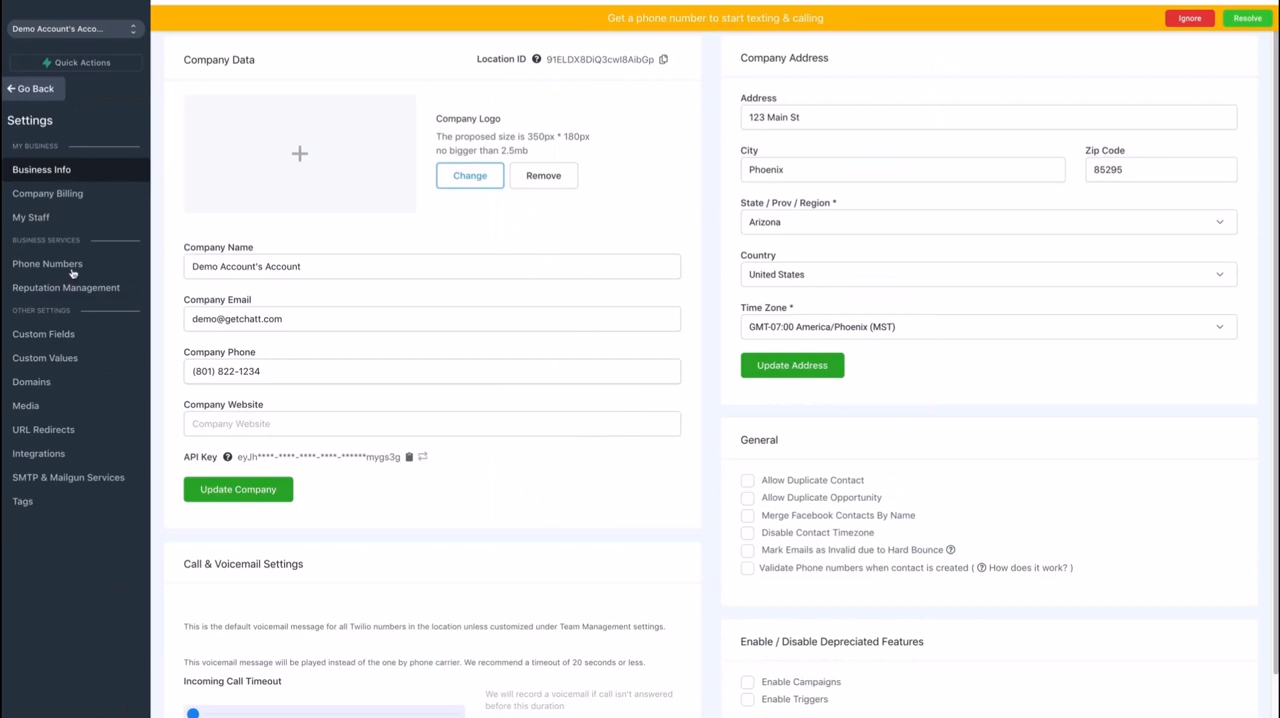 Get a phone number to start texting & calling
Ignore
Resolve
Demo Account's Acco...
Quick Actions
Go Back
Settings
MY BUSINESS
Business Info
Company Billing
My Staff
BUSINESS SERVICES
Phone Numbers
Reputation Management
OTHER SETTINGS
Custom Fields
Custom Values
Domains
Media
URL Redirects
Integrations
SMTP & Mailgun Services
Tags
Company Data
Location ID 91ELDX8DiQ3cwI8AibGp
Company Logo
The proposed size is 350px * 180px
no bigger than 2.5mb
Change
Remove
Company Name
Demo Account's Account
Company Email
demo@getchatt.com
Company Phone
(801) 822-1234
Company Website
Company Website
API Key eyJh****-****-****-****-******mygs3g
Update Company
Call & Voicemail Settings
This is the default voicemail message for all Twilio numbers in the location unless customized under Team Management settings.
This voicemail message will be played instead of the one by phone carrier. We recommend a timeout of 20 seconds or less.
Incoming Call Timeout
We will record a voicemail if call isn't answered
before this duration
Company Address
Address
123 Main St
City
Zip Code
Phoenix
85295
State / Prov / Region *
Arizona
Country
United States
Time Zone *
GMT-07:00 America/Phoenix (MST)
Update Address
General
Allow Duplicate Contact
Allow Duplicate Opportunity
Merge Facebook Contacts By Name
Disable Contact Timezone
Mark Emails as Invalid due to Hard Bounce
Validate Phone numbers when contact is created ( How does it work? )
Enable / Disable Depreciated Features
Enable Campaigns
Enable Triggers